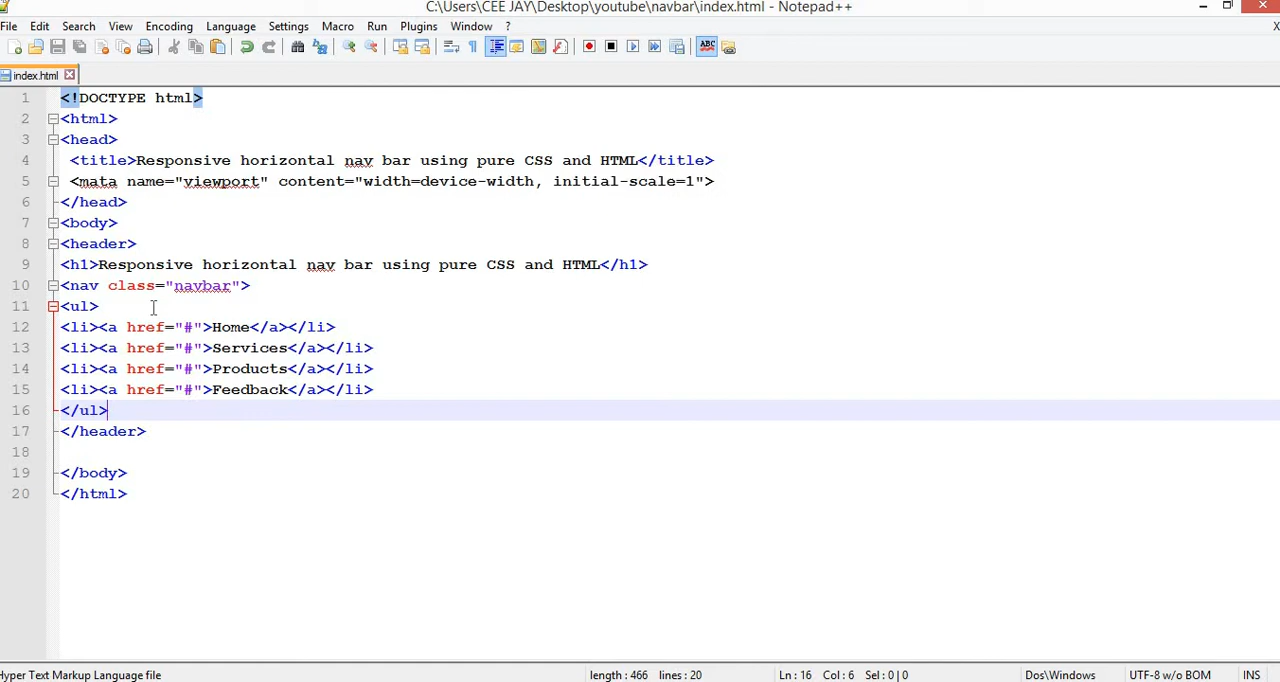 C:\Users\CEE JAY\Desktop\youtube\navbar\index.html - Notepad++
File Edit Search View Encoding Language Settings Macro Run Plugins Window ? X
ABC
index.html
1 <!DOCTYPE html>
2 <html>
3 <head>
4 <title>Responsive horizontal nav bar using pure CSS and HTML</title>
5 <mata name="viewport" content="width=device-width, initial-scale=1">
6 </head>
7 <body>
8 <header>
9 <h1>Responsive horizontal nav bar using pure CSS and HTML</h1>
10 <nav class="navbar">
11 <ul>
12 <li><a href="#">Home</a></li>
13 <li><a href="#">Services</a></li>
14 <li><a href="#">Products</a></li>
15 <li><a href="#">Feedback</a></li>
16 </ul>
17 </header>
18
19 </body>
20 </html>
Hyper Text Markup Language file length : 466 lines : 20 Ln : 16 Col : 6 Sel : 0 | 0 Dos\Windows UTF-8 w/o BOM INS